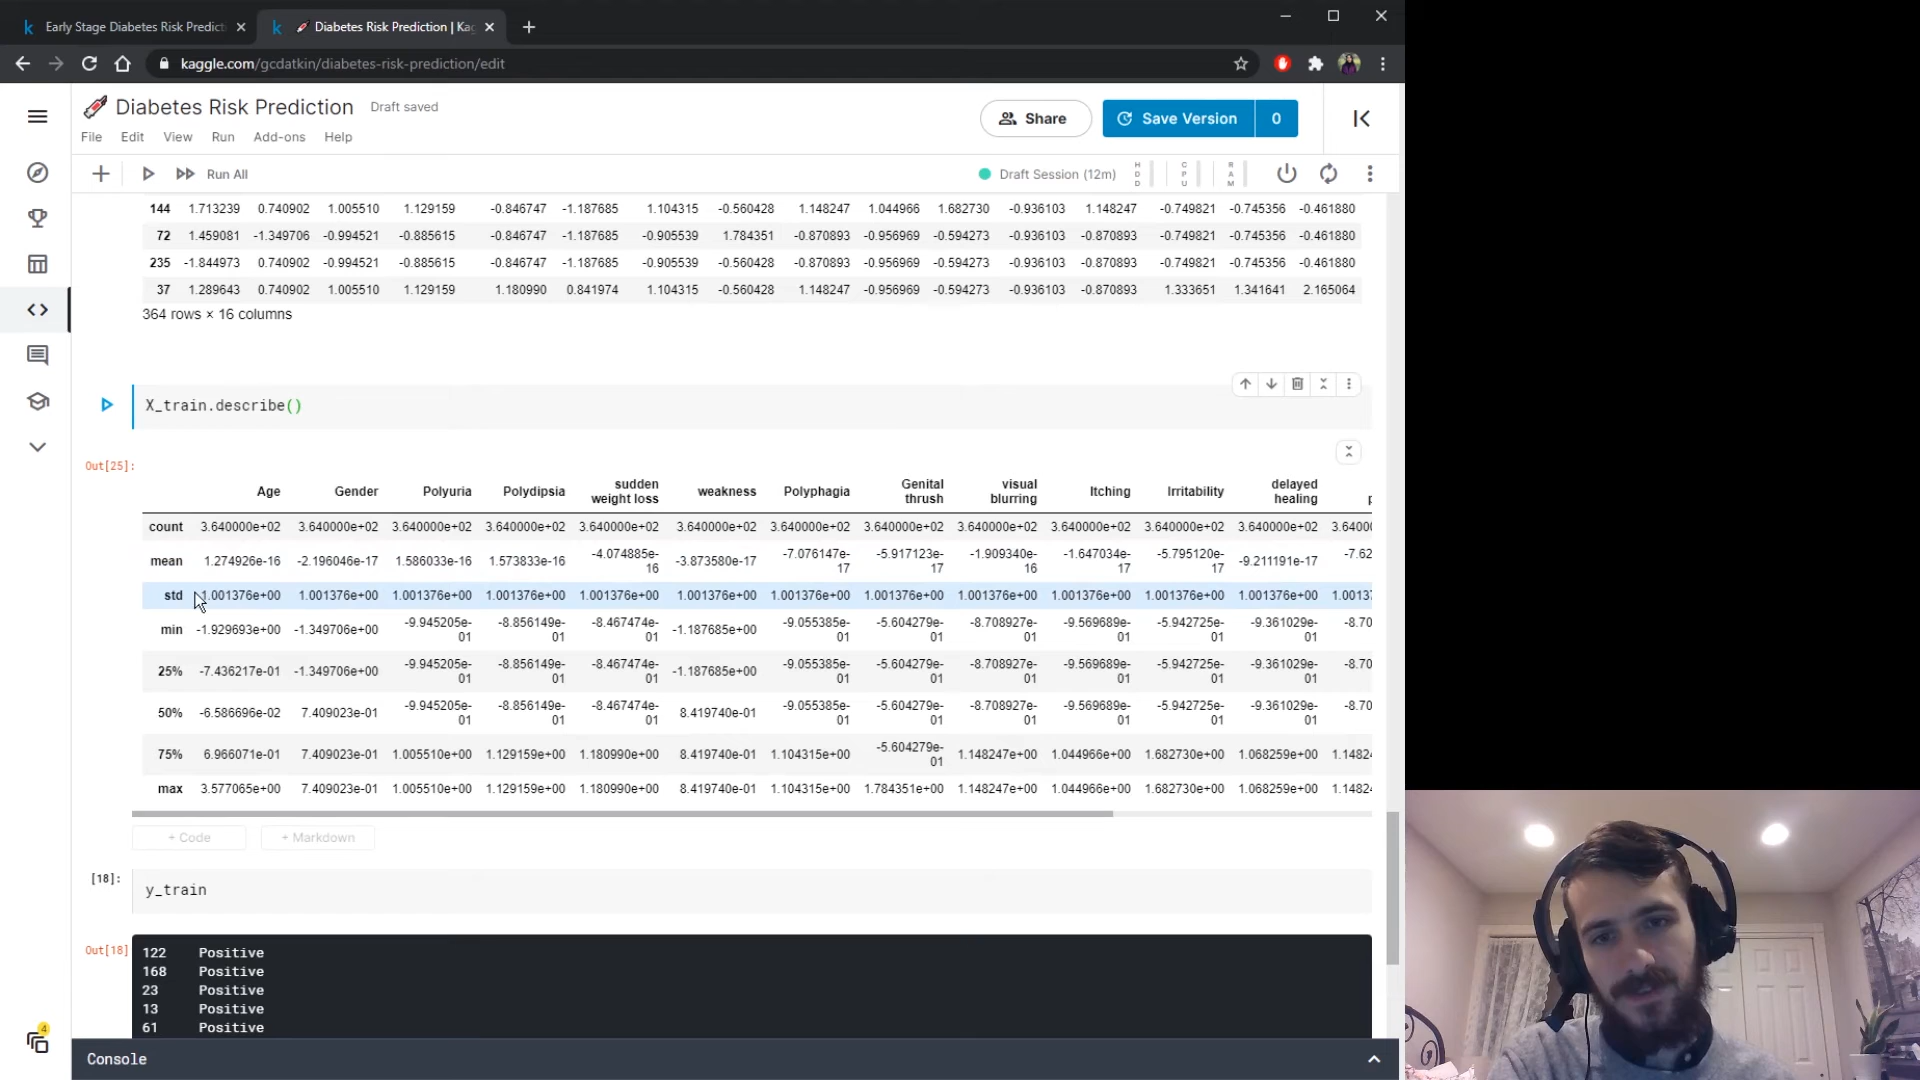 Early Stage Diabetes Risk Predict
Diabetes Risk Prediction | Kag
kaggle.com/gcdatkin/diabetes-risk-prediction/edit
Diabetes Risk Prediction Draft saved
Share
Save Version 0
File Edit View Run Add-ons Help
Run All
Draft Session (12m) HDD CPU RAM
144 1.713239 0.740902 1.005510 1.129159 -0.846747 -1.187685 1.104315 -0.560428 1.148247 1.044966 1.682730 -0.936103 1.148247 -0.749821 -0.745356 -0.461880
72 1.459081 -1.349706 -0.994521 -0.885615 -0.846747 -1.187685 -0.905539 1.784351 -0.870893 -0.956969 -0.594273 -0.936103 -0.870893 -0.749821 -0.745356 -0.461880
235 -1.844973 0.740902 -0.994521 -0.885615 -0.846747 -1.187685 -0.905539 -0.560428 -0.870893 -0.956969 -0.594273 -0.936103 -0.870893 -0.749821 -0.745356 -0.461880
37 1.289643 0.740902 1.005510 1.129159 1.180990 0.841974 1.104315 -0.560428 1.148247 -0.956969 -0.594273 -0.936103 -0.870893 1.333651 1.341641 2.165064
364 rows × 16 columns
X_train.describe()
Out[25]:
Age Gender Polyuria Polydipsia sudden weight loss weakness Polyphagia Genital thrush visual blurring Itching Irritability delayed healing p
count 3.640000e+02 3.640000e+02 3.640000e+02 3.640000e+02 3.640000e+02 3.640000e+02 3.640000e+02 3.640000e+02 3.640000e+02 3.640000e+02 3.640000e+02 3.640000e+02 3.64000
mean 1.274926e-16 -2.196046e-17 1.586033e-16 1.573833e-16 -4.074885e-16 -3.873580e-17 -7.076147e-17 -5.917123e-17 -1.909340e-16 -1.647034e-16 -5.795120e-17 -9.211191e-17 -7.62
std 1.001376e+00 1.001376e+00 1.001376e+00 1.001376e+00 1.001376e+00 1.001376e+00 1.001376e+00 1.001376e+00 1.001376e+00 1.001376e+00 1.001376e+00 1.001376e+00 1.00137
min -1.929693e+00 -1.349706e+00 -9.945205e-01 -8.856149e-01 -8.467474e-01 -1.187685e+00 -9.055385e-01 -5.604279e-01 -8.708927e-01 -9.569689e-01 -5.942725e-01 -9.361029e-01 -8.70
25% -7.436217e-01 -1.349706e+00 -9.945205e-01 -8.856149e-01 -8.467474e-01 -1.187685e+00 -9.055385e-01 -5.604279e-01 -8.708927e-01 -9.569689e-01 -5.942725e-01 -9.361029e-01 -8.70
50% -6.586696e-02 7.409023e-01 -9.945205e-01 -8.856149e-01 -8.467474e-01 8.419740e-01 -9.055385e-01 -5.604279e-01 -8.708927e-01 -9.569689e-01 -5.942725e-01 -9.361029e-01 -8.70
75% 6.966071e-01 7.409023e-01 1.005510e+00 1.129159e+00 1.180990e+00 8.419740e-01 1.104315e+00 -5.604279e-01 1.148247e+00 1.044966e+00 1.682730e+00 1.068259e+00 1.1482
max 3.577065e+00 7.409023e-01 1.005510e+00 1.129159e+00 1.180990e+00 8.419740e-01 1.104315e+00 1.784351e+00 1.148247e+00 1.044966e+00 1.682730e+00 1.068259e+00 1.1482
+ Code + Markdown
[18]:
y_train
Out[18]
122 Positive
168 Positive
23 Positive
13 Positive
61 Positive
4
Console